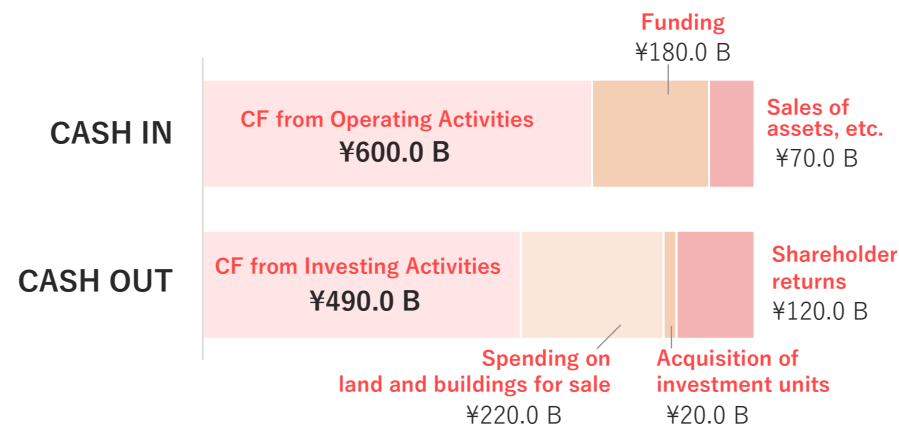 Funding
¥180.0 B
CASH IN
CF from Operating Activities
¥600.0 B
Sales of
assets, etc.
¥70.0 B
CASH OUT
CF from Investing Activities
¥490.0 B
Shareholder
returns
¥120.0 B
Spending on
land and buildings for sale
¥220.0 B
Acquisition of
investment units
¥20.0 B